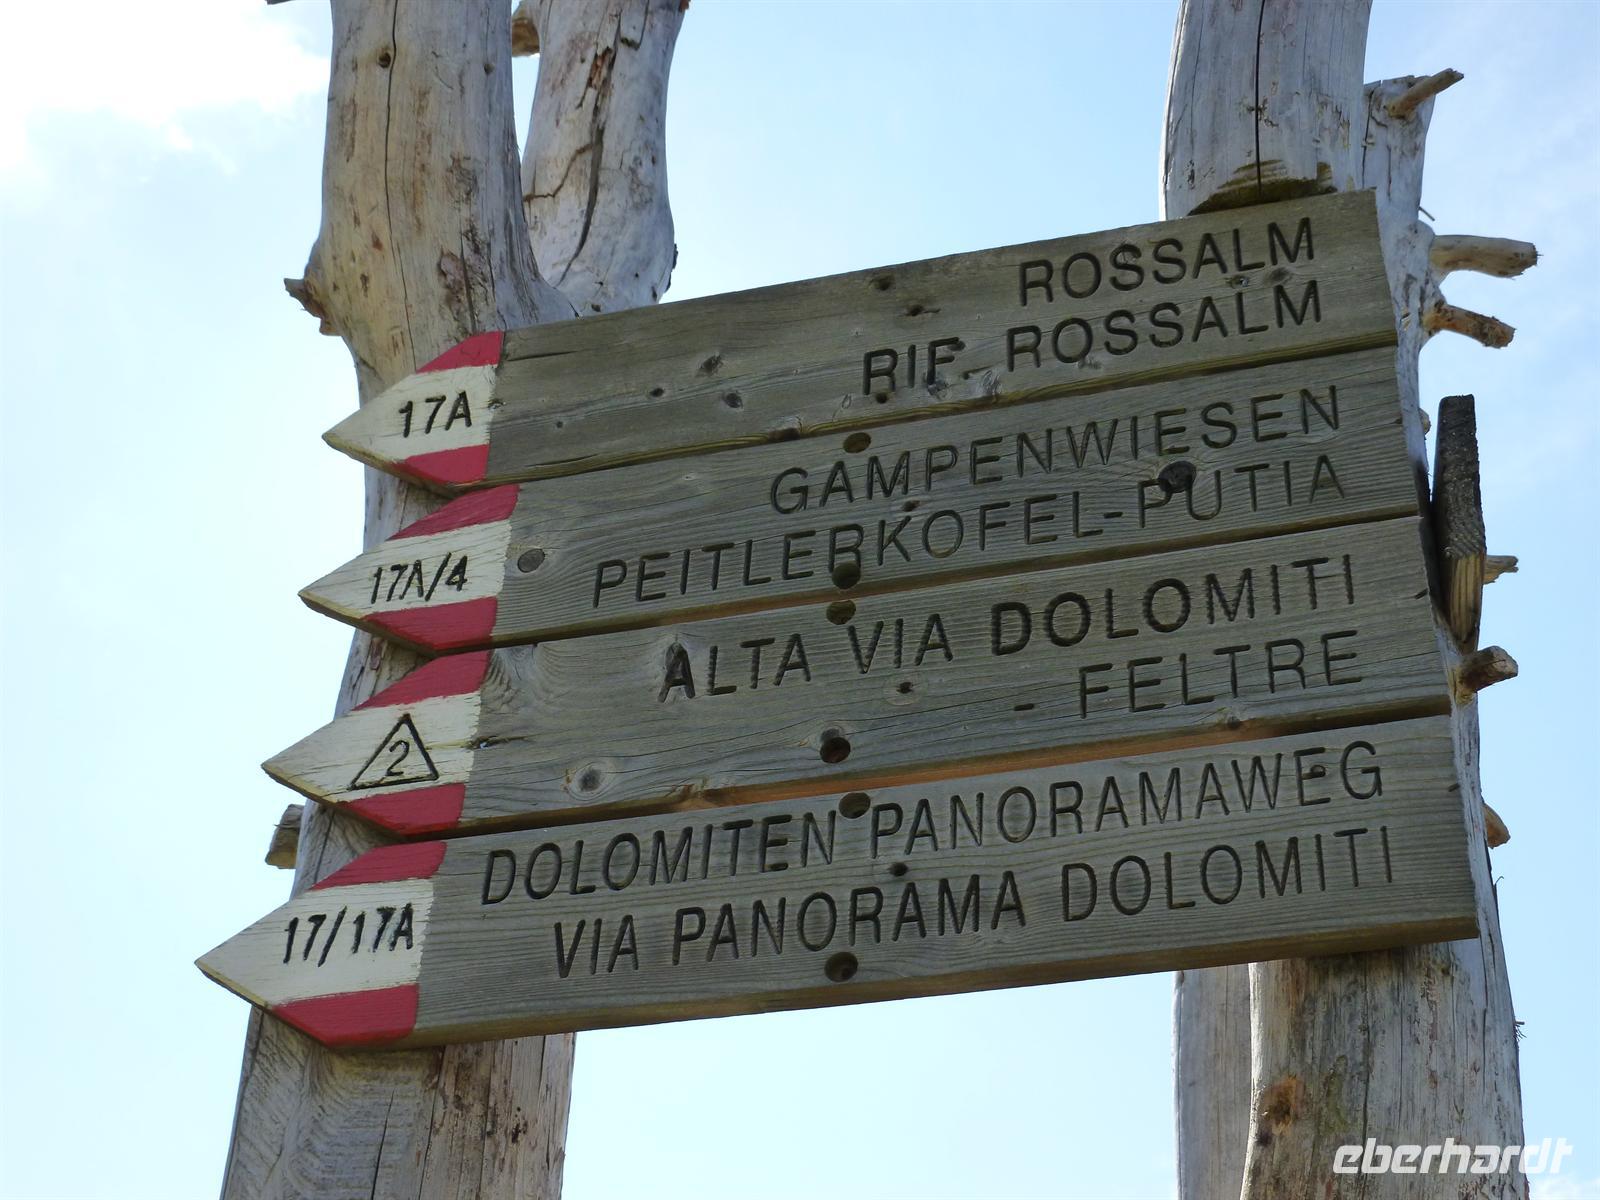 17A
ROSSALM
RIF. ROSSALM
17A/4
GAMPENWIESEN
PEITLERKOFEL-PUTIA
2
ALTA VIA DOLOMITI
- FELTRE
17/17A
DOLOMITEN PANORAMAWEG
VIA PANORAMA DOLOMITI
eberhardt